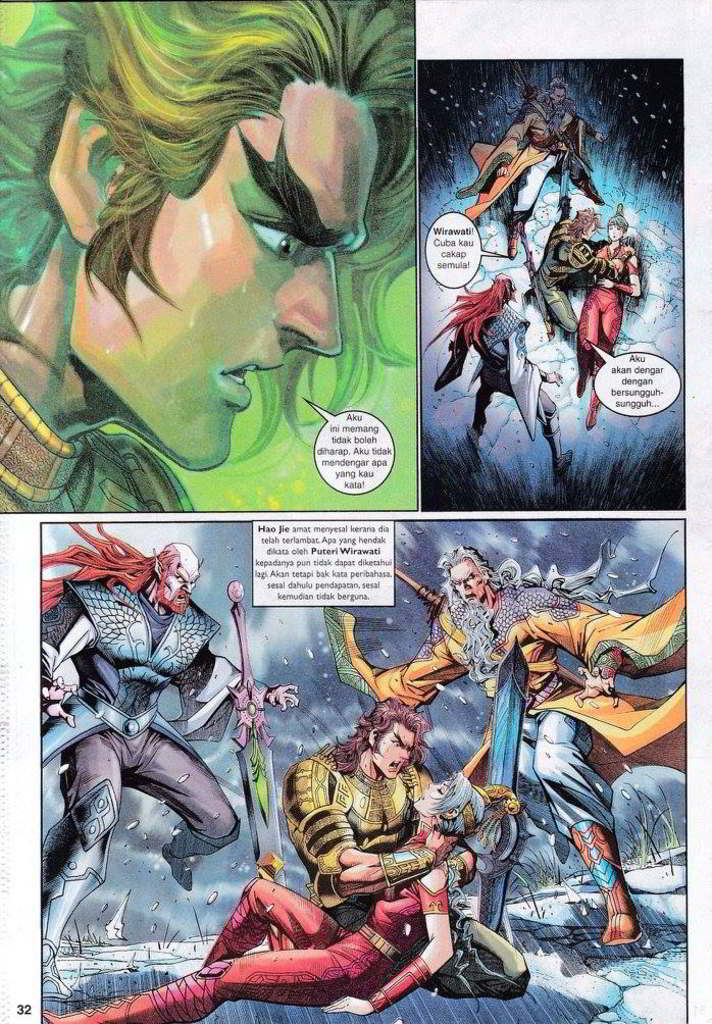 Aku
ini memang
tidak boleh
diharap. Aku tidak
mendengar apa
yang kau
kata!
Wirawati!
Cuba kau
cakap
semula!
Aku
akan dengar
dengan
bersungguh-
sungguh...
Hao Jie amat menyesal kerana dia
telah terlambat. Apa yang hendak
dikata oleh Puteri Wirawati
kepadanya pun tidak dapat diketahui
lagi. Akan tetapi bak kata peribahasa,
sesal dahulu pendapatan, sesal
kemudian tidak berguna.
32